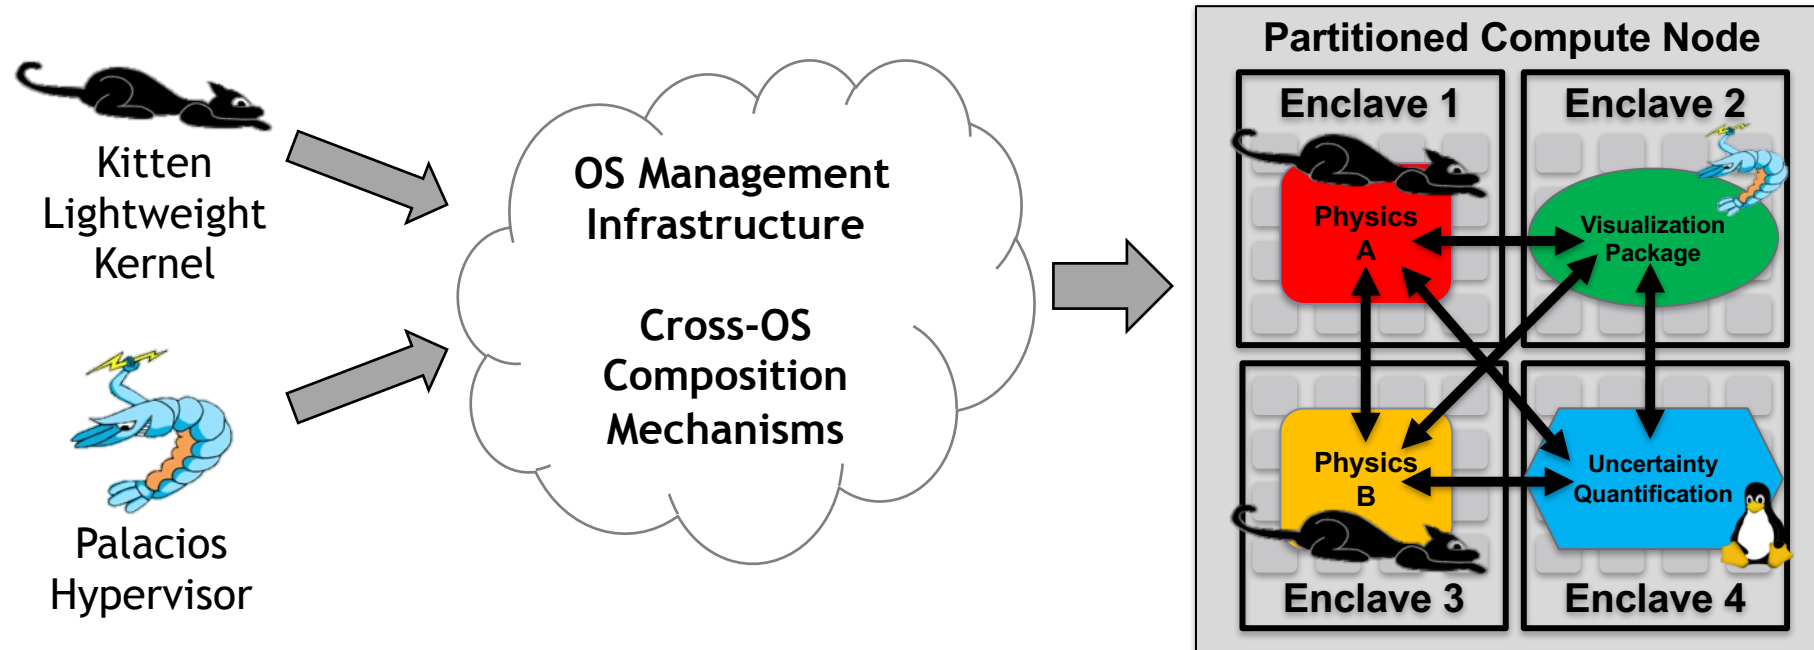 Kitten
Lightweight
Kernel
Palacios
Hypervisor
OS Management
Infrastructure
Cross-OS
Composition
Mechanisms
Partitioned Compute Node
Enclave 1
Physics
A
Enclave 2
Visualization
Package
Physics
B
Enclave 3
Uncertainty
Quantification
Enclave 4